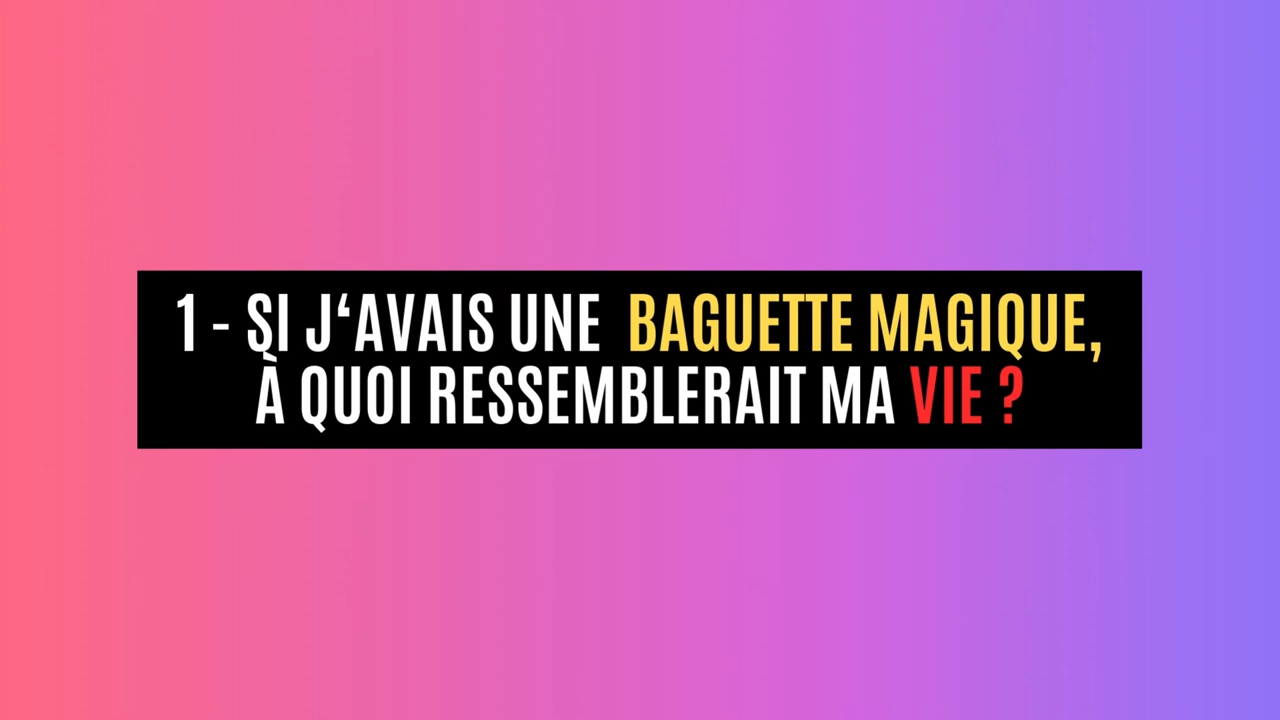 1 - SI J‘AVAIS UNE BAGUETTE MAGIQUE,
À QUOI RESSEMBLERAIT MA VIE ?